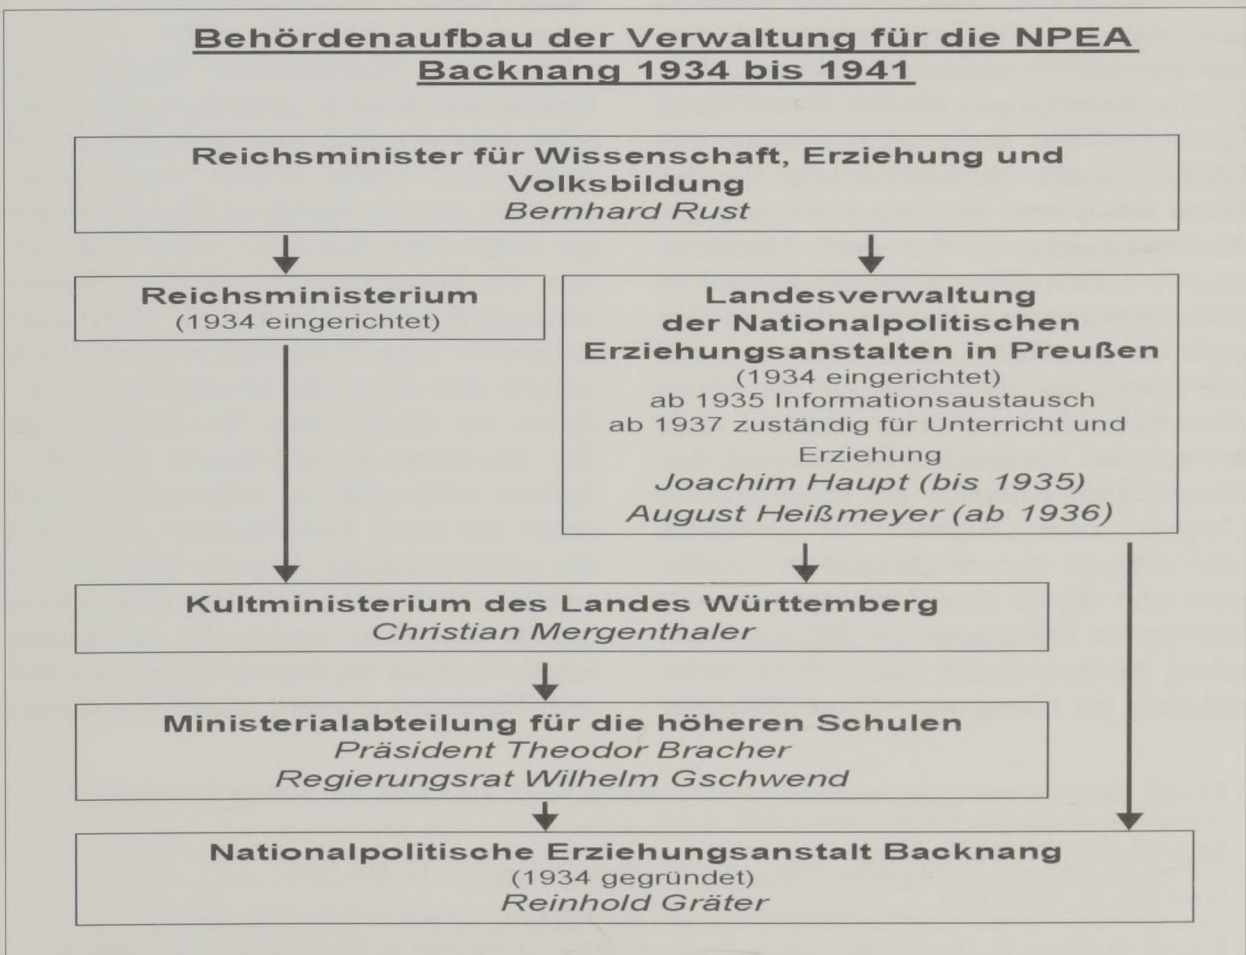 Behördenaufbau der Verwaltung für die NPEA
Backnang 1934 bis 1941
Reichsminister für Wissenschaft, Erziehung und
Volksbildung
Bernhard Rust
Reichsministerium
(1934 eingerichtet)
Landesverwaltung
der Nationalpolitischen
Erziehungsanstalten in Preußen
(1934 eingerichtet)
ab 1935 Informationsaustausch
ab 1937 zuständig für Unterricht und
Erziehung
Joachim Haupt (bis 1935)
August Heißmeyer (ab 1936)
Kultministerium des Landes Württemberg
Christian Mergenthaler
Ministerialabteilung für die höheren Schulen
Präsident Theodor Bracher
Regierungsrat Wilhelm Gschwend
Nationalpolitische Erziehungsanstalt Backnang
(1934 gegründet)
Reinhold Gräter